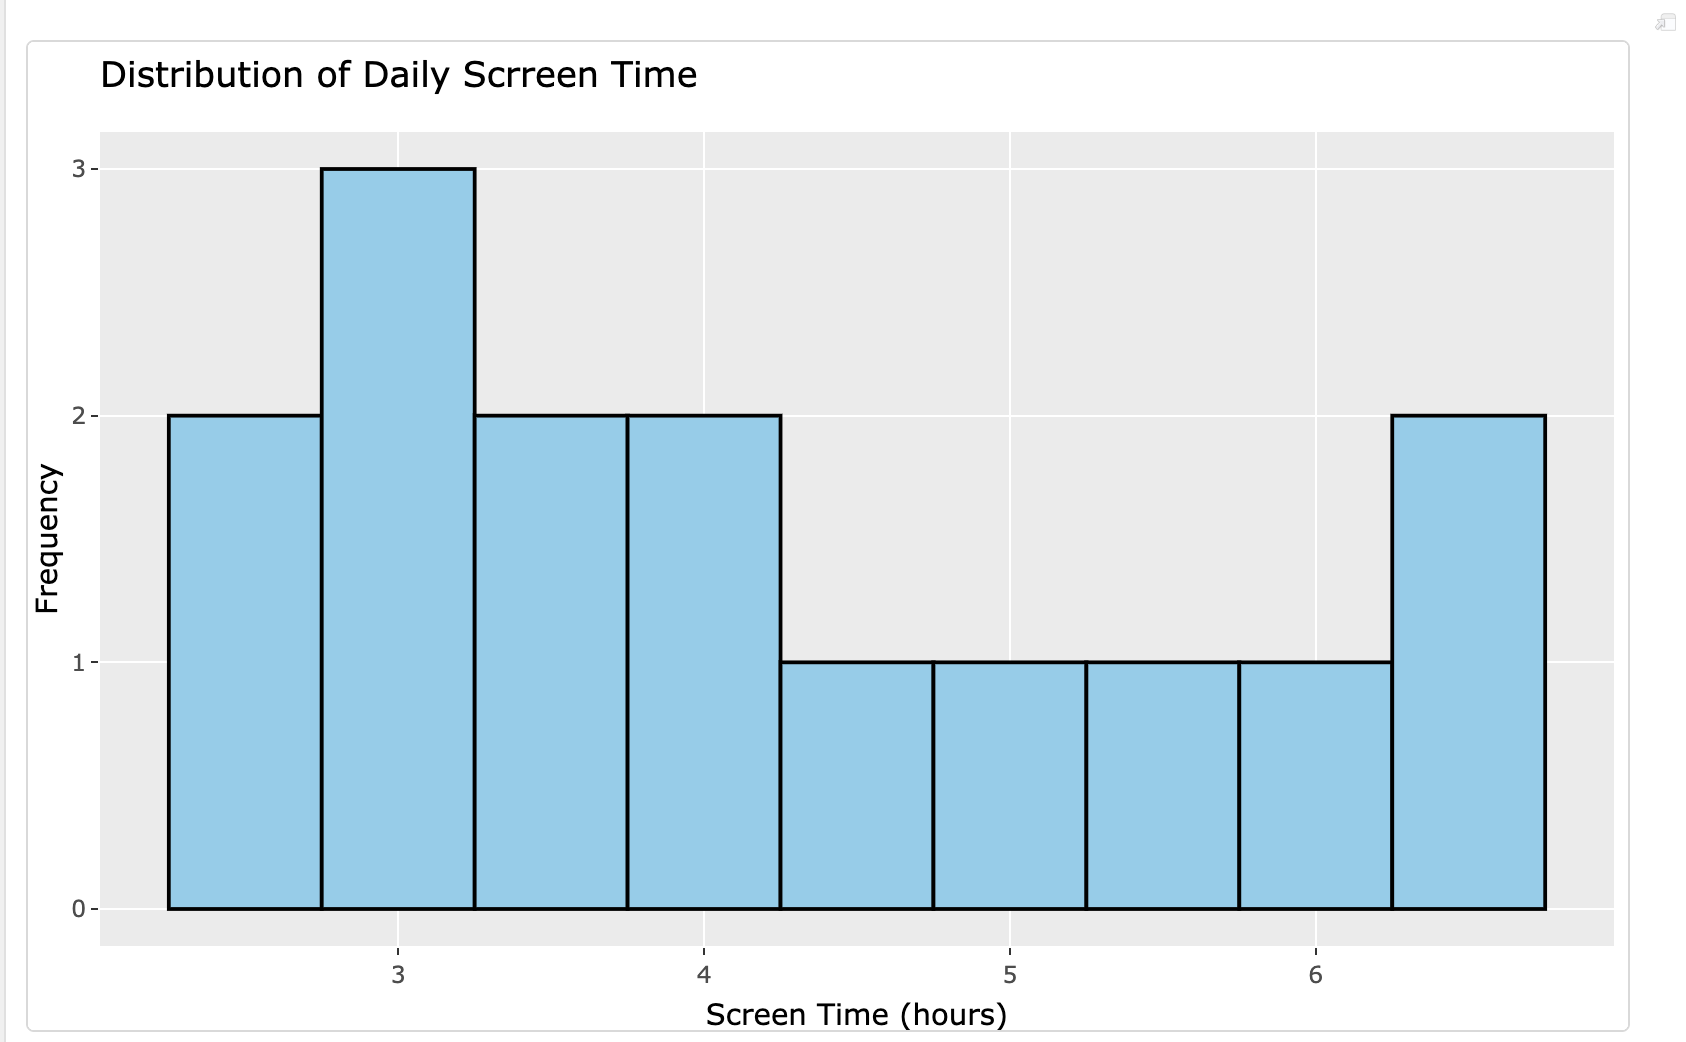 Distribution of Daily Scrreen Time
3
2
1
0
Frequency
3 4 5 6
Screen Time (hours)